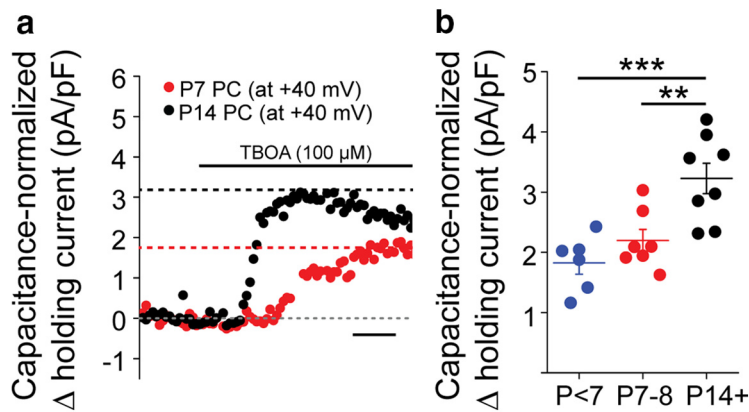 a
Capacitance-normalized
Δ holding current (pA/pF)
6
5
4
3
2
1
0
-1
P7 PC (at +40 mV)
P14 PC (at +40 mV)
TBOA (100 µM)
b
Capacitance-normalized
Δ holding current (pA/pF)
5
4
3
2
1
***
**
P<7 P7-8 P14+